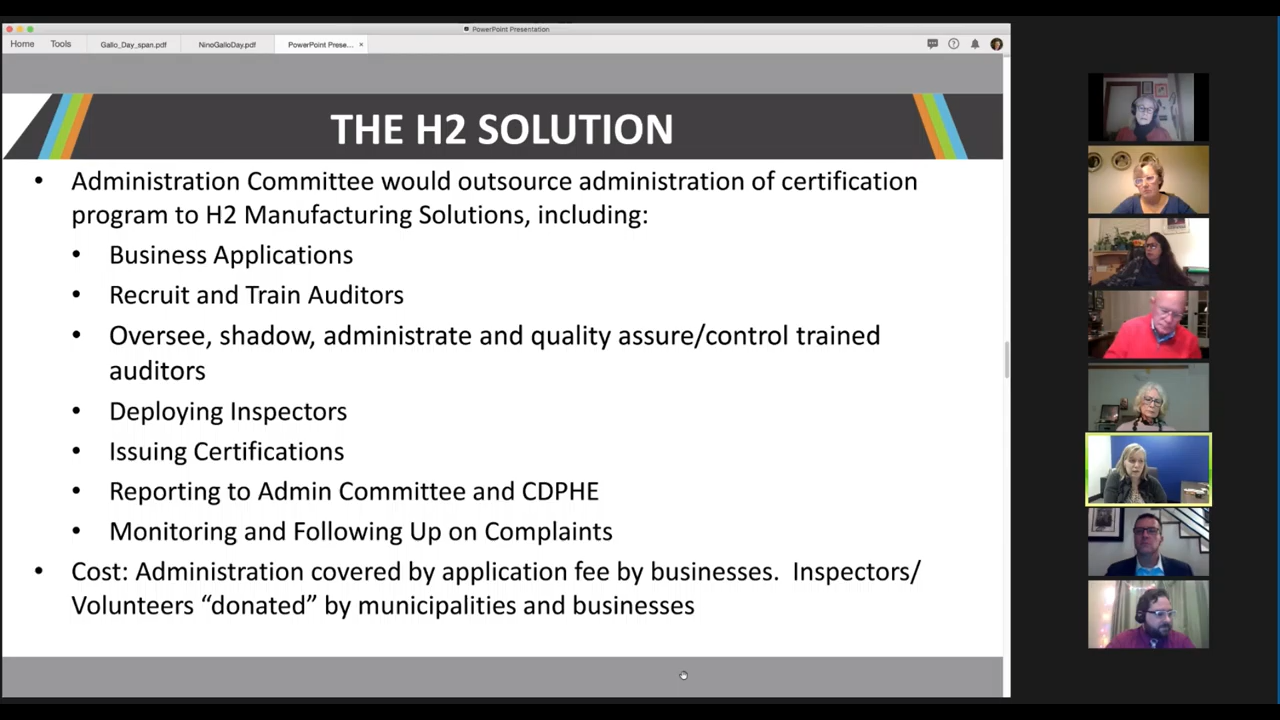 PowerPoint Presentation
Home Tools Gallo_Day_span.pdf NinoGalloDay.pdf PowerPoint Prese... ×
THE H2 SOLUTION
• Administration Committee would outsource administration of certification
program to H2 Manufacturing Solutions, including:
• Business Applications
• Recruit and Train Auditors
• Oversee, shadow, administrate and quality assure/control trained
auditors
• Deploying Inspectors
• Issuing Certifications
• Reporting to Admin Committee and CDPHE
• Monitoring and Following Up on Complaints
• Cost: Administration covered by application fee by businesses.  Inspectors/
Volunteers “donated” by municipalities and businesses